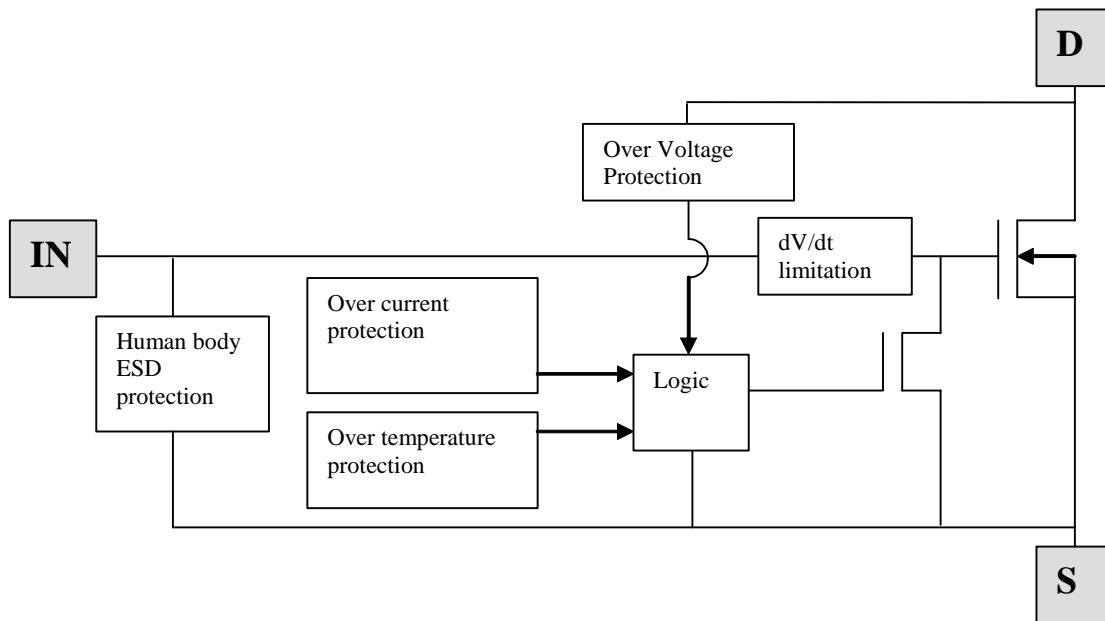 D
Over Voltage
Protection
IN
dV/dt
limitation
Over current
protection
Human body
ESD
protection
Logic
Over temperature
protection
S